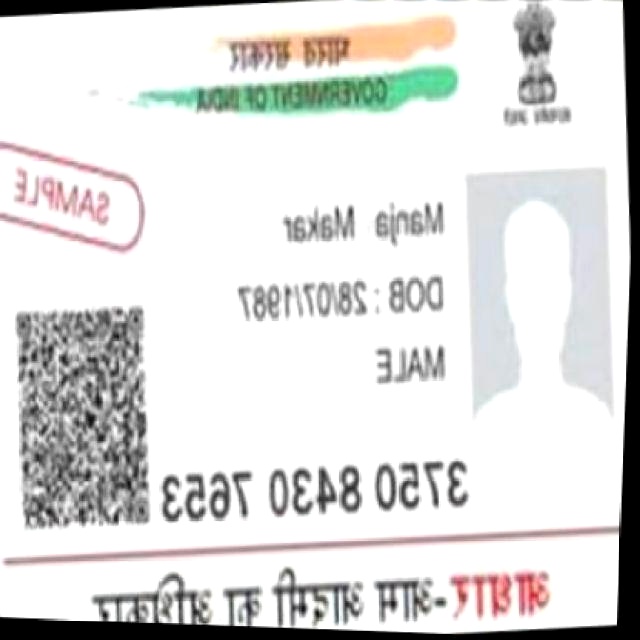 भारत सरकार
GOVERNMENT OF INDIA
SAMPLE
Manja Makar
DOB : 28/07/1987
MALE
3750 8430 7653
आधार-आम आदमी का अधिकार